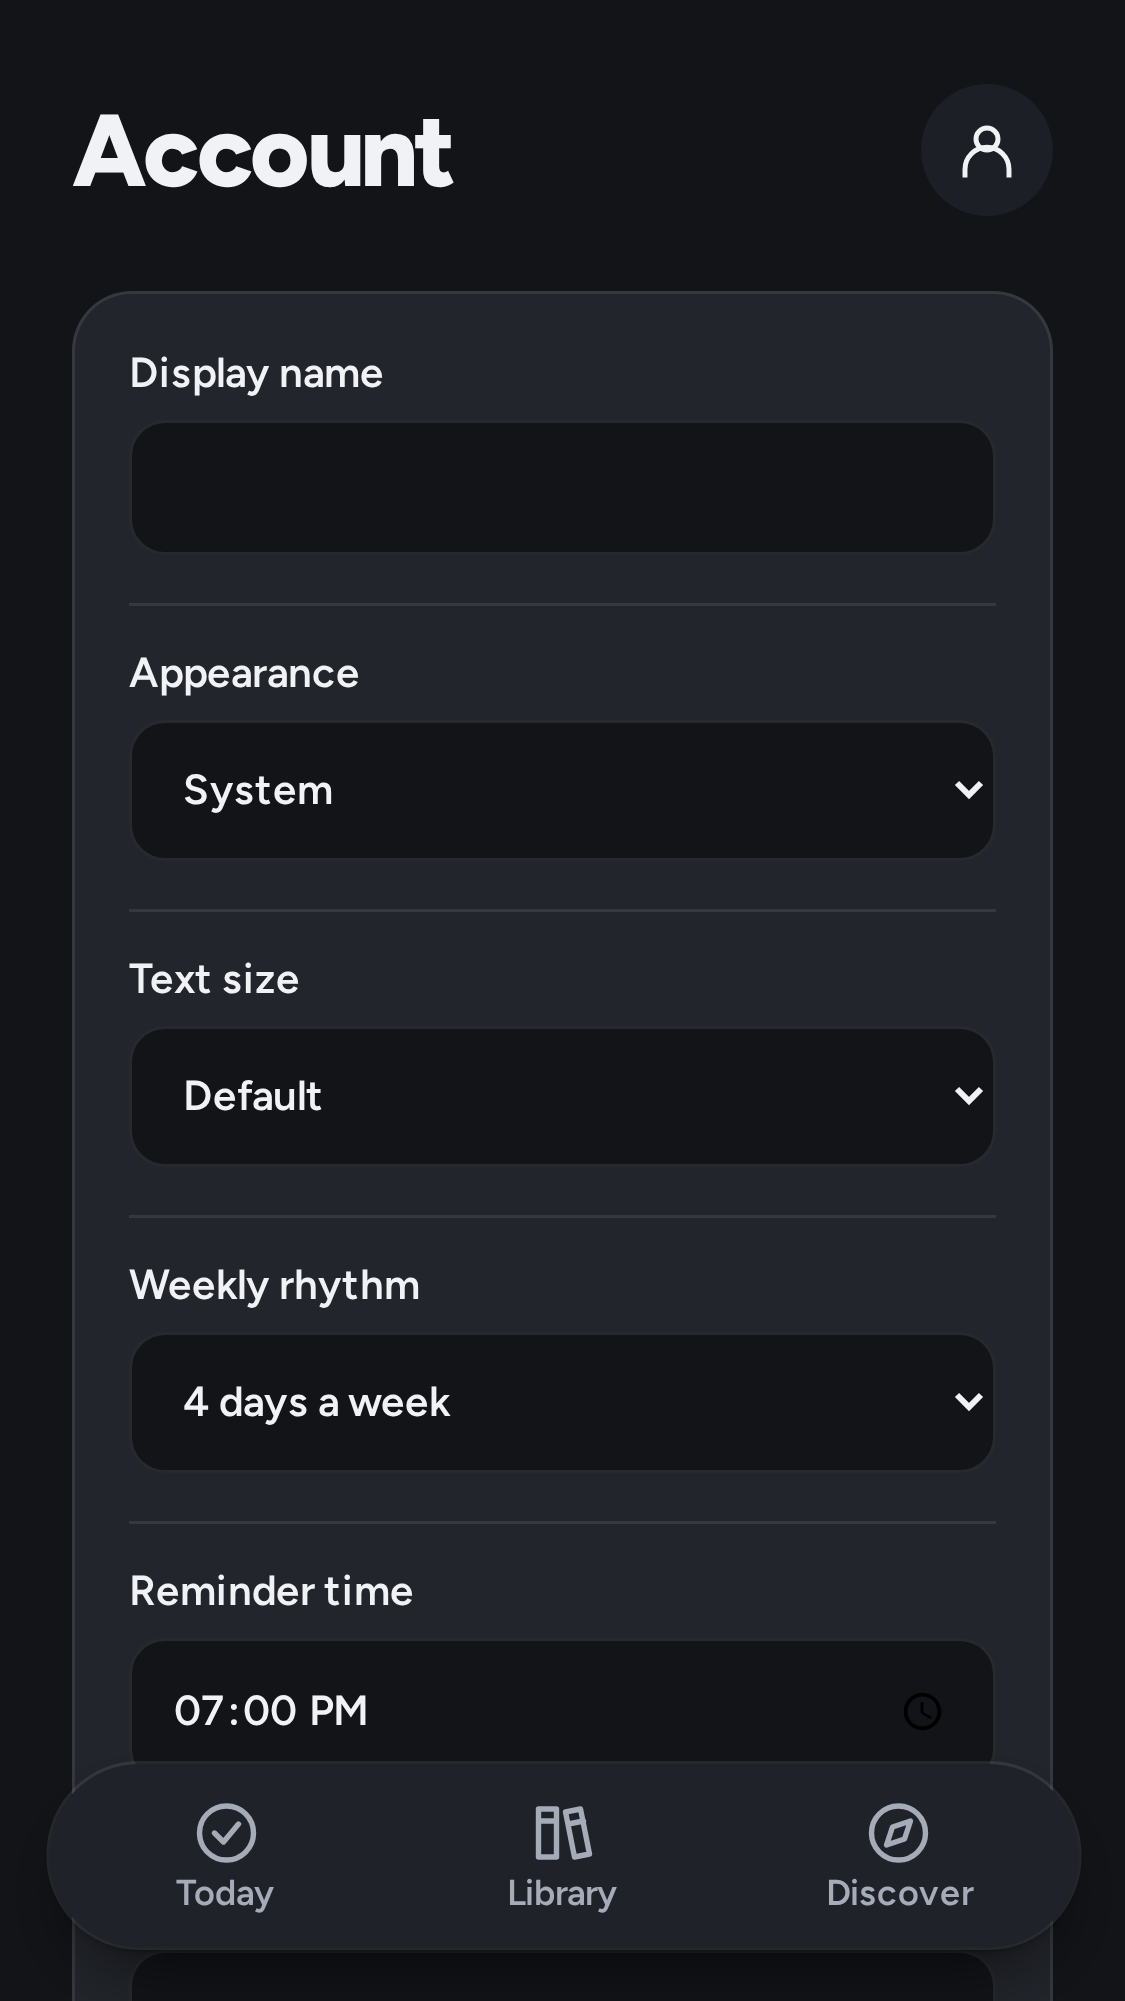 Account
Display name
Appearance
System
Text size
Default
Weekly rhythm
4 days a week
Reminder time
07:00 PM
Today
Library
Discover